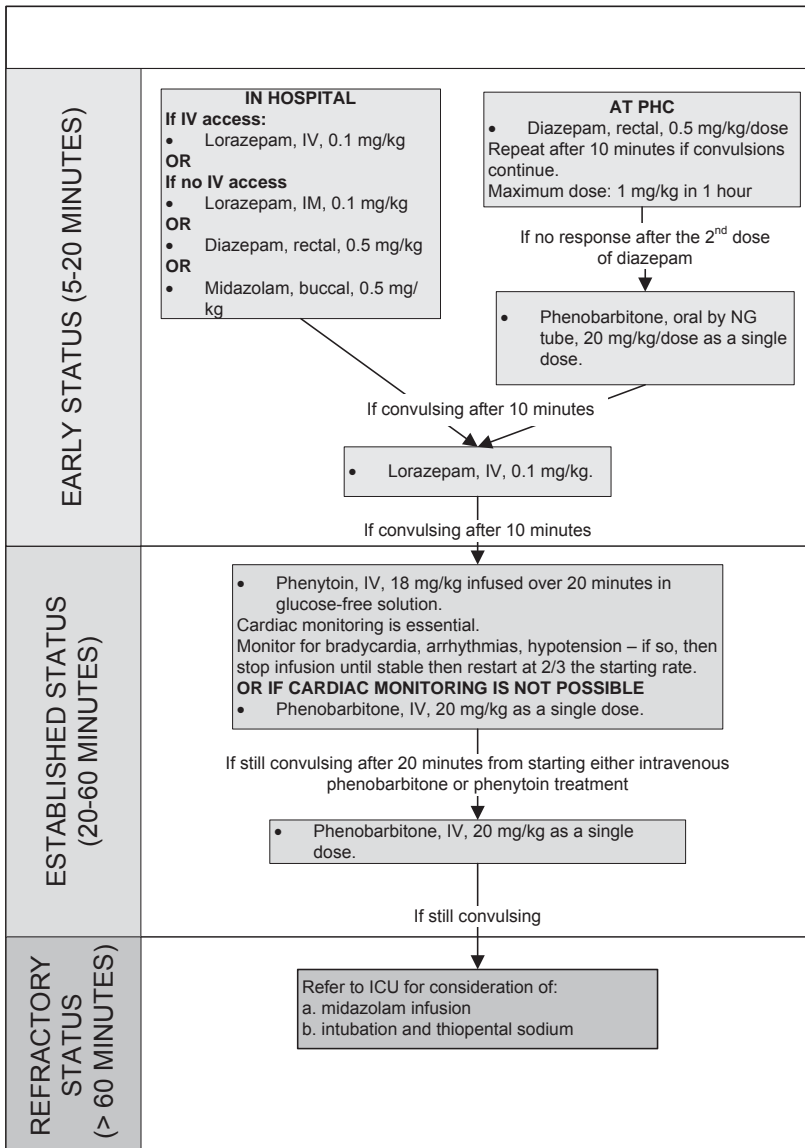 EARLY STATUS (5-20 MINUTES)
IN HOSPITAL
If IV access:
• Lorazepam, IV, 0.1 mg/kg
OR
If no IV access
• Lorazepam, IM, 0.1 mg/kg
OR
• Diazepam, rectal, 0.5 mg/kg
OR
• Midazolam, buccal, 0.5 mg/
kg
AT PHC
• Diazepam, rectal, 0.5 mg/kg/dose
Repeat after 10 minutes if convulsions
continue.
Maximum dose: 1 mg/kg in 1 hour
If no response after the 2nd dose
of diazepam
• Phenobarbitone, oral by NG
tube, 20 mg/kg/dose as a single
dose.
If convulsing after 10 minutes
• Lorazepam, IV, 0.1 mg/kg.
If convulsing after 10 minutes
ESTABLISHED STATUS
(20-60 MINUTES)
• Phenytoin, IV, 18 mg/kg infused over 20 minutes in
glucose-free solution.
Cardiac monitoring is essential.
Monitor for bradycardia, arrhythmias, hypotension – if so, then
stop infusion until stable then restart at 2/3 the starting rate.
OR IF CARDIAC MONITORING IS NOT POSSIBLE
• Phenobarbitone, IV, 20 mg/kg as a single dose.
If still convulsing after 20 minutes from starting either intravenous
phenobarbitone or phenytoin treatment
• Phenobarbitone, IV, 20 mg/kg as a single
dose.
If still convulsing
REFRACTORY
STATUS
(> 60 MINUTES)
Refer to ICU for consideration of:
a. midazolam infusion
b. intubation and thiopental sodium